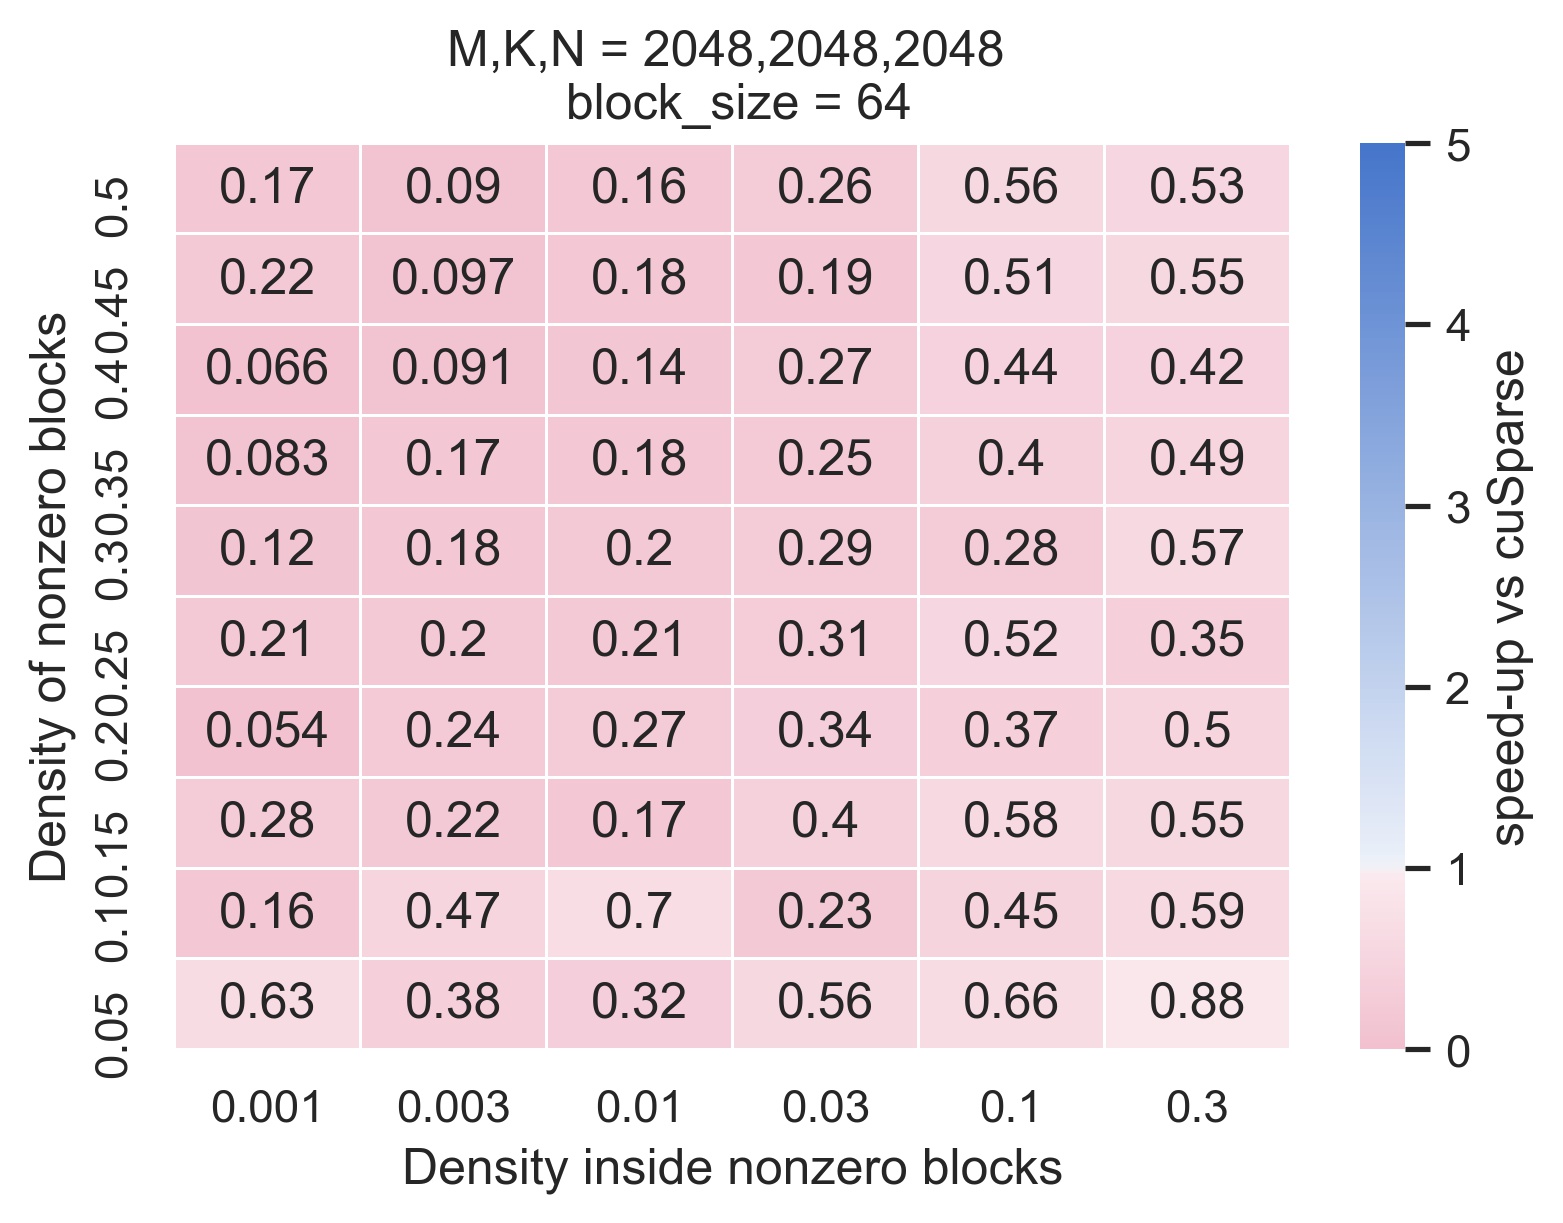 M,K,N = 2048,2048,2048
block_size = 64
Density of nonzero blocks
0.5 0.17 0.09 0.16 0.26 0.56 0.53
0.45 0.22 0.097 0.18 0.19 0.51 0.55
0.4 0.066 0.091 0.14 0.27 0.44 0.42
0.35 0.083 0.17 0.18 0.25 0.4 0.49
0.3 0.12 0.18 0.2 0.29 0.28 0.57
0.25 0.21 0.2 0.21 0.31 0.52 0.35
0.2 0.054 0.24 0.27 0.34 0.37 0.5
0.15 0.28 0.22 0.17 0.4 0.58 0.55
0.1 0.16 0.47 0.7 0.23 0.45 0.59
0.05 0.63 0.38 0.32 0.56 0.66 0.88
0.001 0.003 0.01 0.03 0.1 0.3
Density inside nonzero blocks
5
4
3
2
1
0
speed-up vs cuSparse